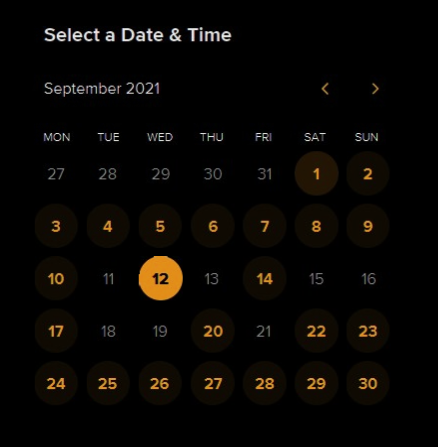 Select a Date & Time
September 2021
MON TUE WED THU FRI SAT SUN
27 28 29 30 31 1 2
3 4 5 6 7 8 9
10 11 12 13 14 15 16
17 18 19 20 21 22 23
24 25 26 27 28 29 30